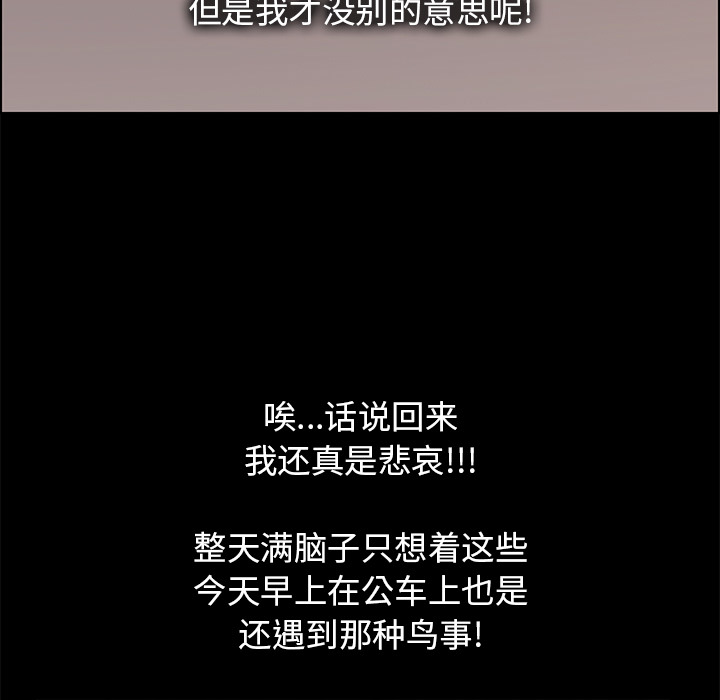 但是我才没别的意思呢!
唉...话说回来
我还真是悲哀!!!
整天满脑子只想着这些
今天早上在公车上也是
还遇到那种鸟事!